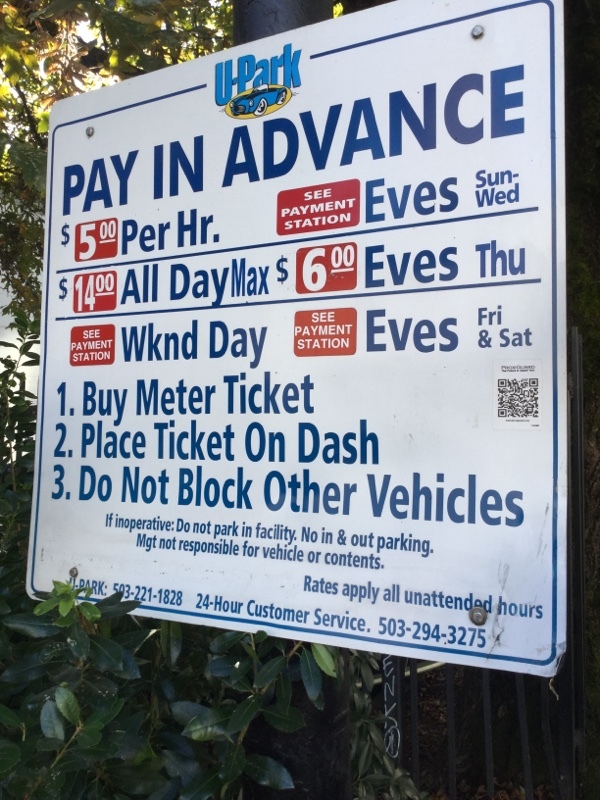 U-Park
PAY IN ADVANCE
$5.00 Per Hr.
SEE PAYMENT STATION Eves Sun-Wed
$14.00 All Day Max
$6.00 Eves Thu
SEE PAYMENT STATION Wknd Day
SEE PAYMENT STATION Eves Fri & Sat
1. Buy Meter Ticket
2. Place Ticket On Dash
3. Do Not Block Other Vehicles
If inoperative: Do not park in facility. No in & out parking.
Mgt not responsible for vehicle or contents.
Rates apply all unattended hours
U-PARK: 503-221-1828 24-Hour Customer Service. 503-294-3275